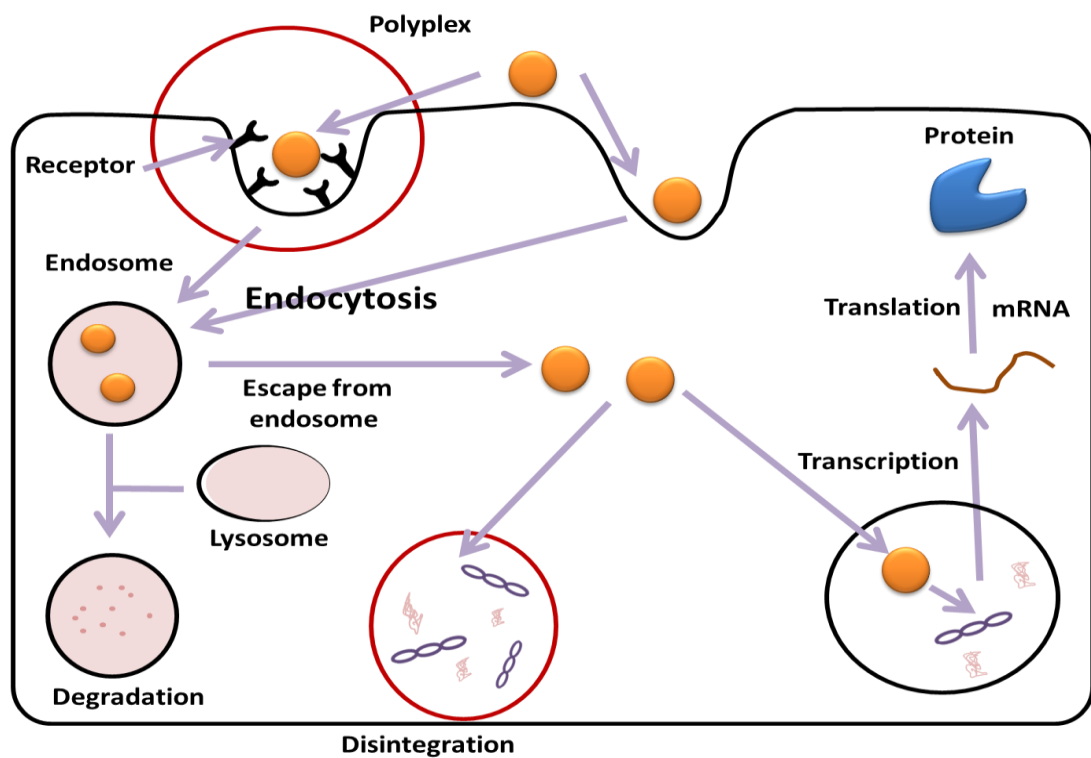 Polyplex
Receptor
Protein
Endosome
Endocytosis
Translation
mRNA
Escape from
endosome
Transcription
Lysosome
Degradation
Disintegration